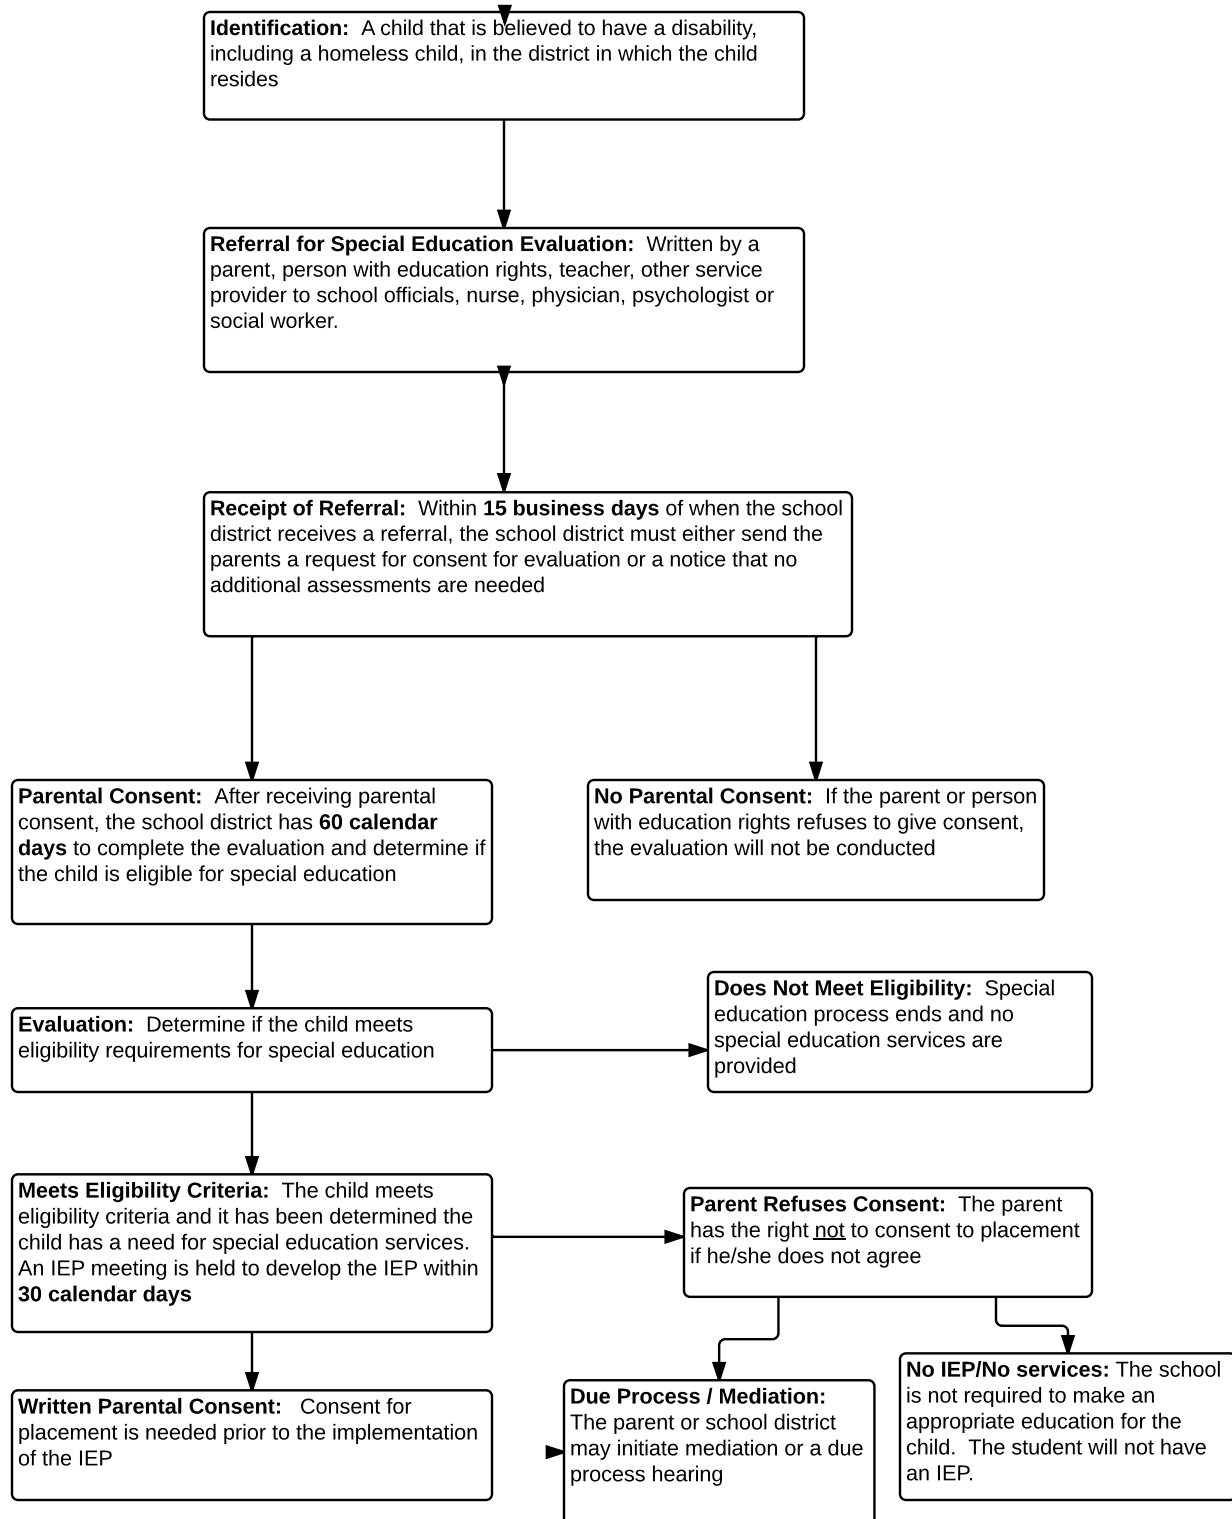 Identification:  A child that is believed to have a disability,
including a homeless child, in the district in which the child
resides
Referral for Special Education Evaluation:  Written by a
parent, person with education rights, teacher, other service
provider to school officials, nurse, physician, psychologist or
social worker.
Receipt of Referral:  Within 15 business days of when the school
district receives a referral, the school district must either send the
parents a request for consent for evaluation or a notice that no
additional assessments are needed
Parental Consent:  After receiving parental
consent, the school district has 60 calendar
days to complete the evaluation and determine if
the child is eligible for special education
No Parental Consent:  If the parent or person
with education rights refuses to give consent,
the evaluation will not be conducted
Evaluation:  Determine if the child meets
eligibility requirements for special education
Does Not Meet Eligibility:  Special
education process ends and no
special education services are
provided
Meets Eligibility Criteria:  The child meets
eligibility criteria and it has been determined the
child has a need for special education services.
An IEP meeting is held to develop the IEP within
30 calendar days
Parent Refuses Consent:  The parent
has the right not to consent to placement
if he/she does not agree
Written Parental Consent:   Consent for
placement is needed prior to the implementation
of the IEP
Due Process / Mediation:
The parent or school district
may initiate mediation or a due
process hearing
No IEP/No services: The school
is not required to make an
appropriate education for the
child.  The student will not have
an IEP.